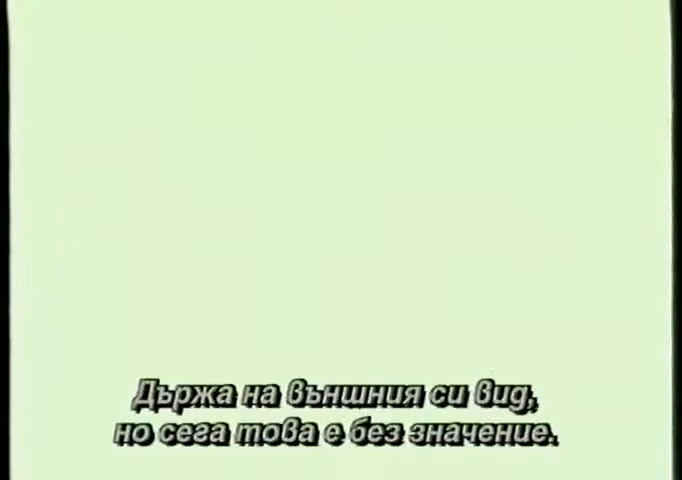 Държа на външния си вид,
но сега това е без значение.